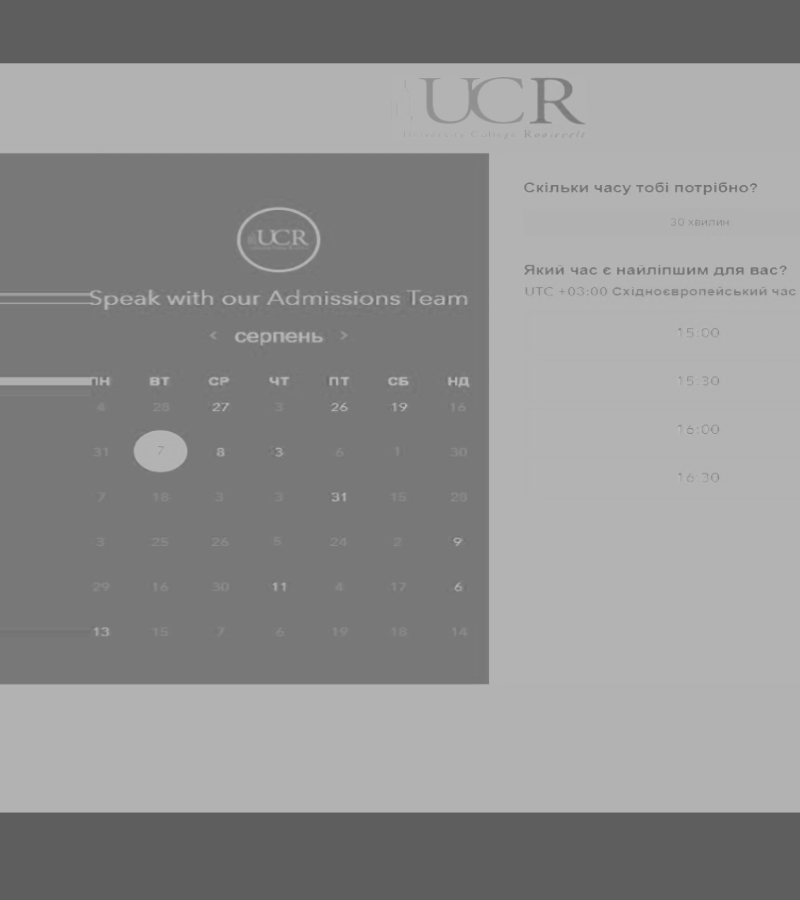 UCR
University College Roosevelt
UCR
Speak with our Admissions Team
< серпень >
ПН ВТ СР ЧТ ПТ СБ НД
4 28 27 3 26 19 16
31 7 8 3 6 1 30
7 18 3 3 31 15 28
3 25 26 5 24 2 9
29 16 30 11 4 17 6
13 15 7 6 19 18 14
Скільки часу тобі потрібно?
30 хвилин
Який час є найліпшим для вас?
UTC +03:00 Східноєвропейський час
15:00
15:30
16:00
16:30